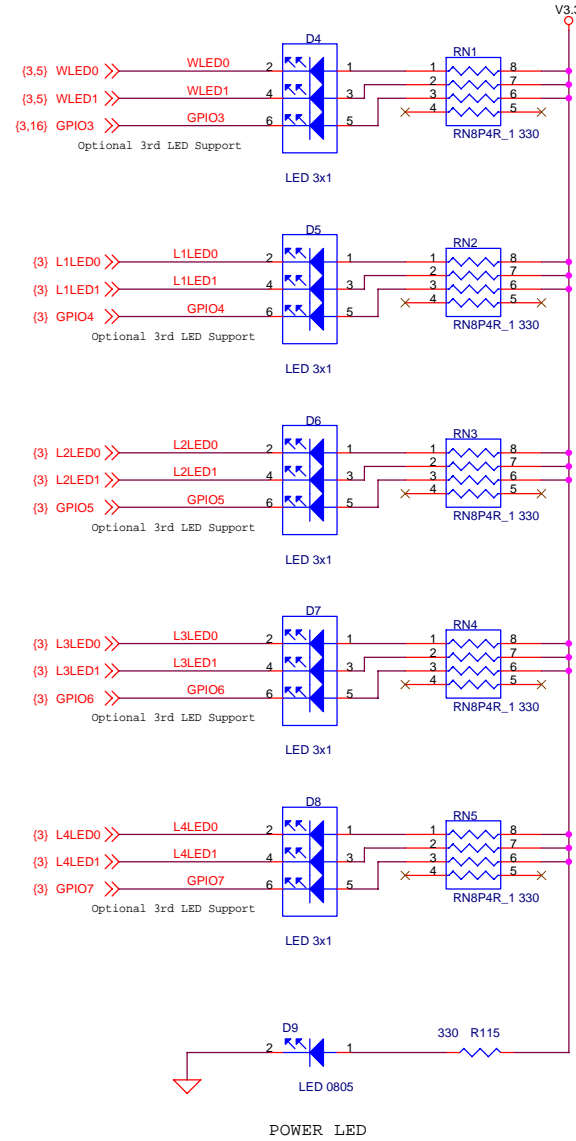 V3.3
D4 RN1
{3,5} WLED0 WLED0 2 1 1 8
2 7
{3,5} WLED1 WLED1 4 3 3 6
{3,16} GPIO3 GPIO3 6 5 4 5
Optional 3rd LED Support RN8P4R_1 330
LED 3x1
D5 RN2
{3} L1LED0 L1LED0 2 1 1 8
2 7
{3} L1LED1 L1LED1 4 3 3 6
{3} GPIO4 GPIO4 6 5 4 5
Optional 3rd LED Support RN8P4R_1 330
LED 3x1
D6 RN3
{3} L2LED0 L2LED0 2 1 1 8
2 7
{3} L2LED1 L2LED1 4 3 3 6
{3} GPIO5 GPIO5 6 5 4 5
Optional 3rd LED Support RN8P4R_1 330
LED 3x1
D7 RN4
{3} L3LED0 L3LED0 2 1 1 8
2 7
{3} L3LED1 L3LED1 4 3 3 6
{3} GPIO6 GPIO6 6 5 4 5
Optional 3rd LED Support RN8P4R_1 330
LED 3x1
D8 RN5
{3} L4LED0 L4LED0 2 1 1 8
2 7
{3} L4LED1 L4LED1 4 3 3 6
{3} GPIO7 GPIO7 6 5 4 5
Optional 3rd LED Support RN8P4R_1 330
LED 3x1
D9 330 R115
2 1
LED 0805
POWER LED